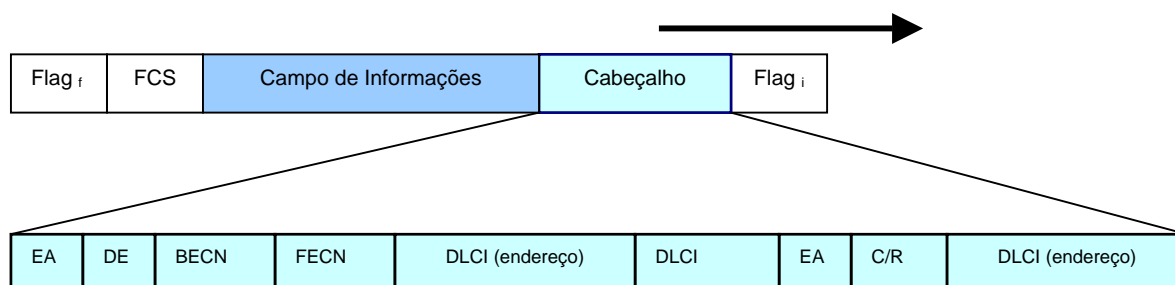 Flag f FCS Campo de Informações Cabeçalho Flag i
EA DE BECN FECN DLCI (endereço) DLCI EA C/R DLCI (endereço)